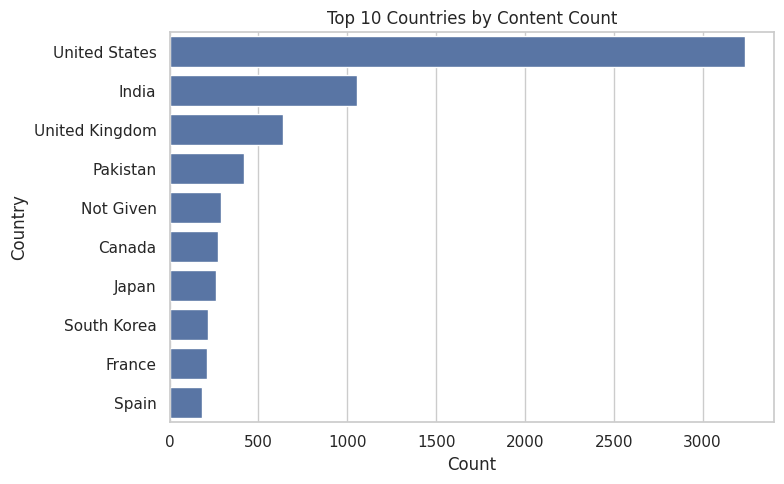 Top 10 Countries by Content Count
United States
India
United Kingdom
Pakistan
Not Given
Canada
Japan
South Korea
France
Spain
Country
0 500 1000 1500 2000 2500 3000
Count